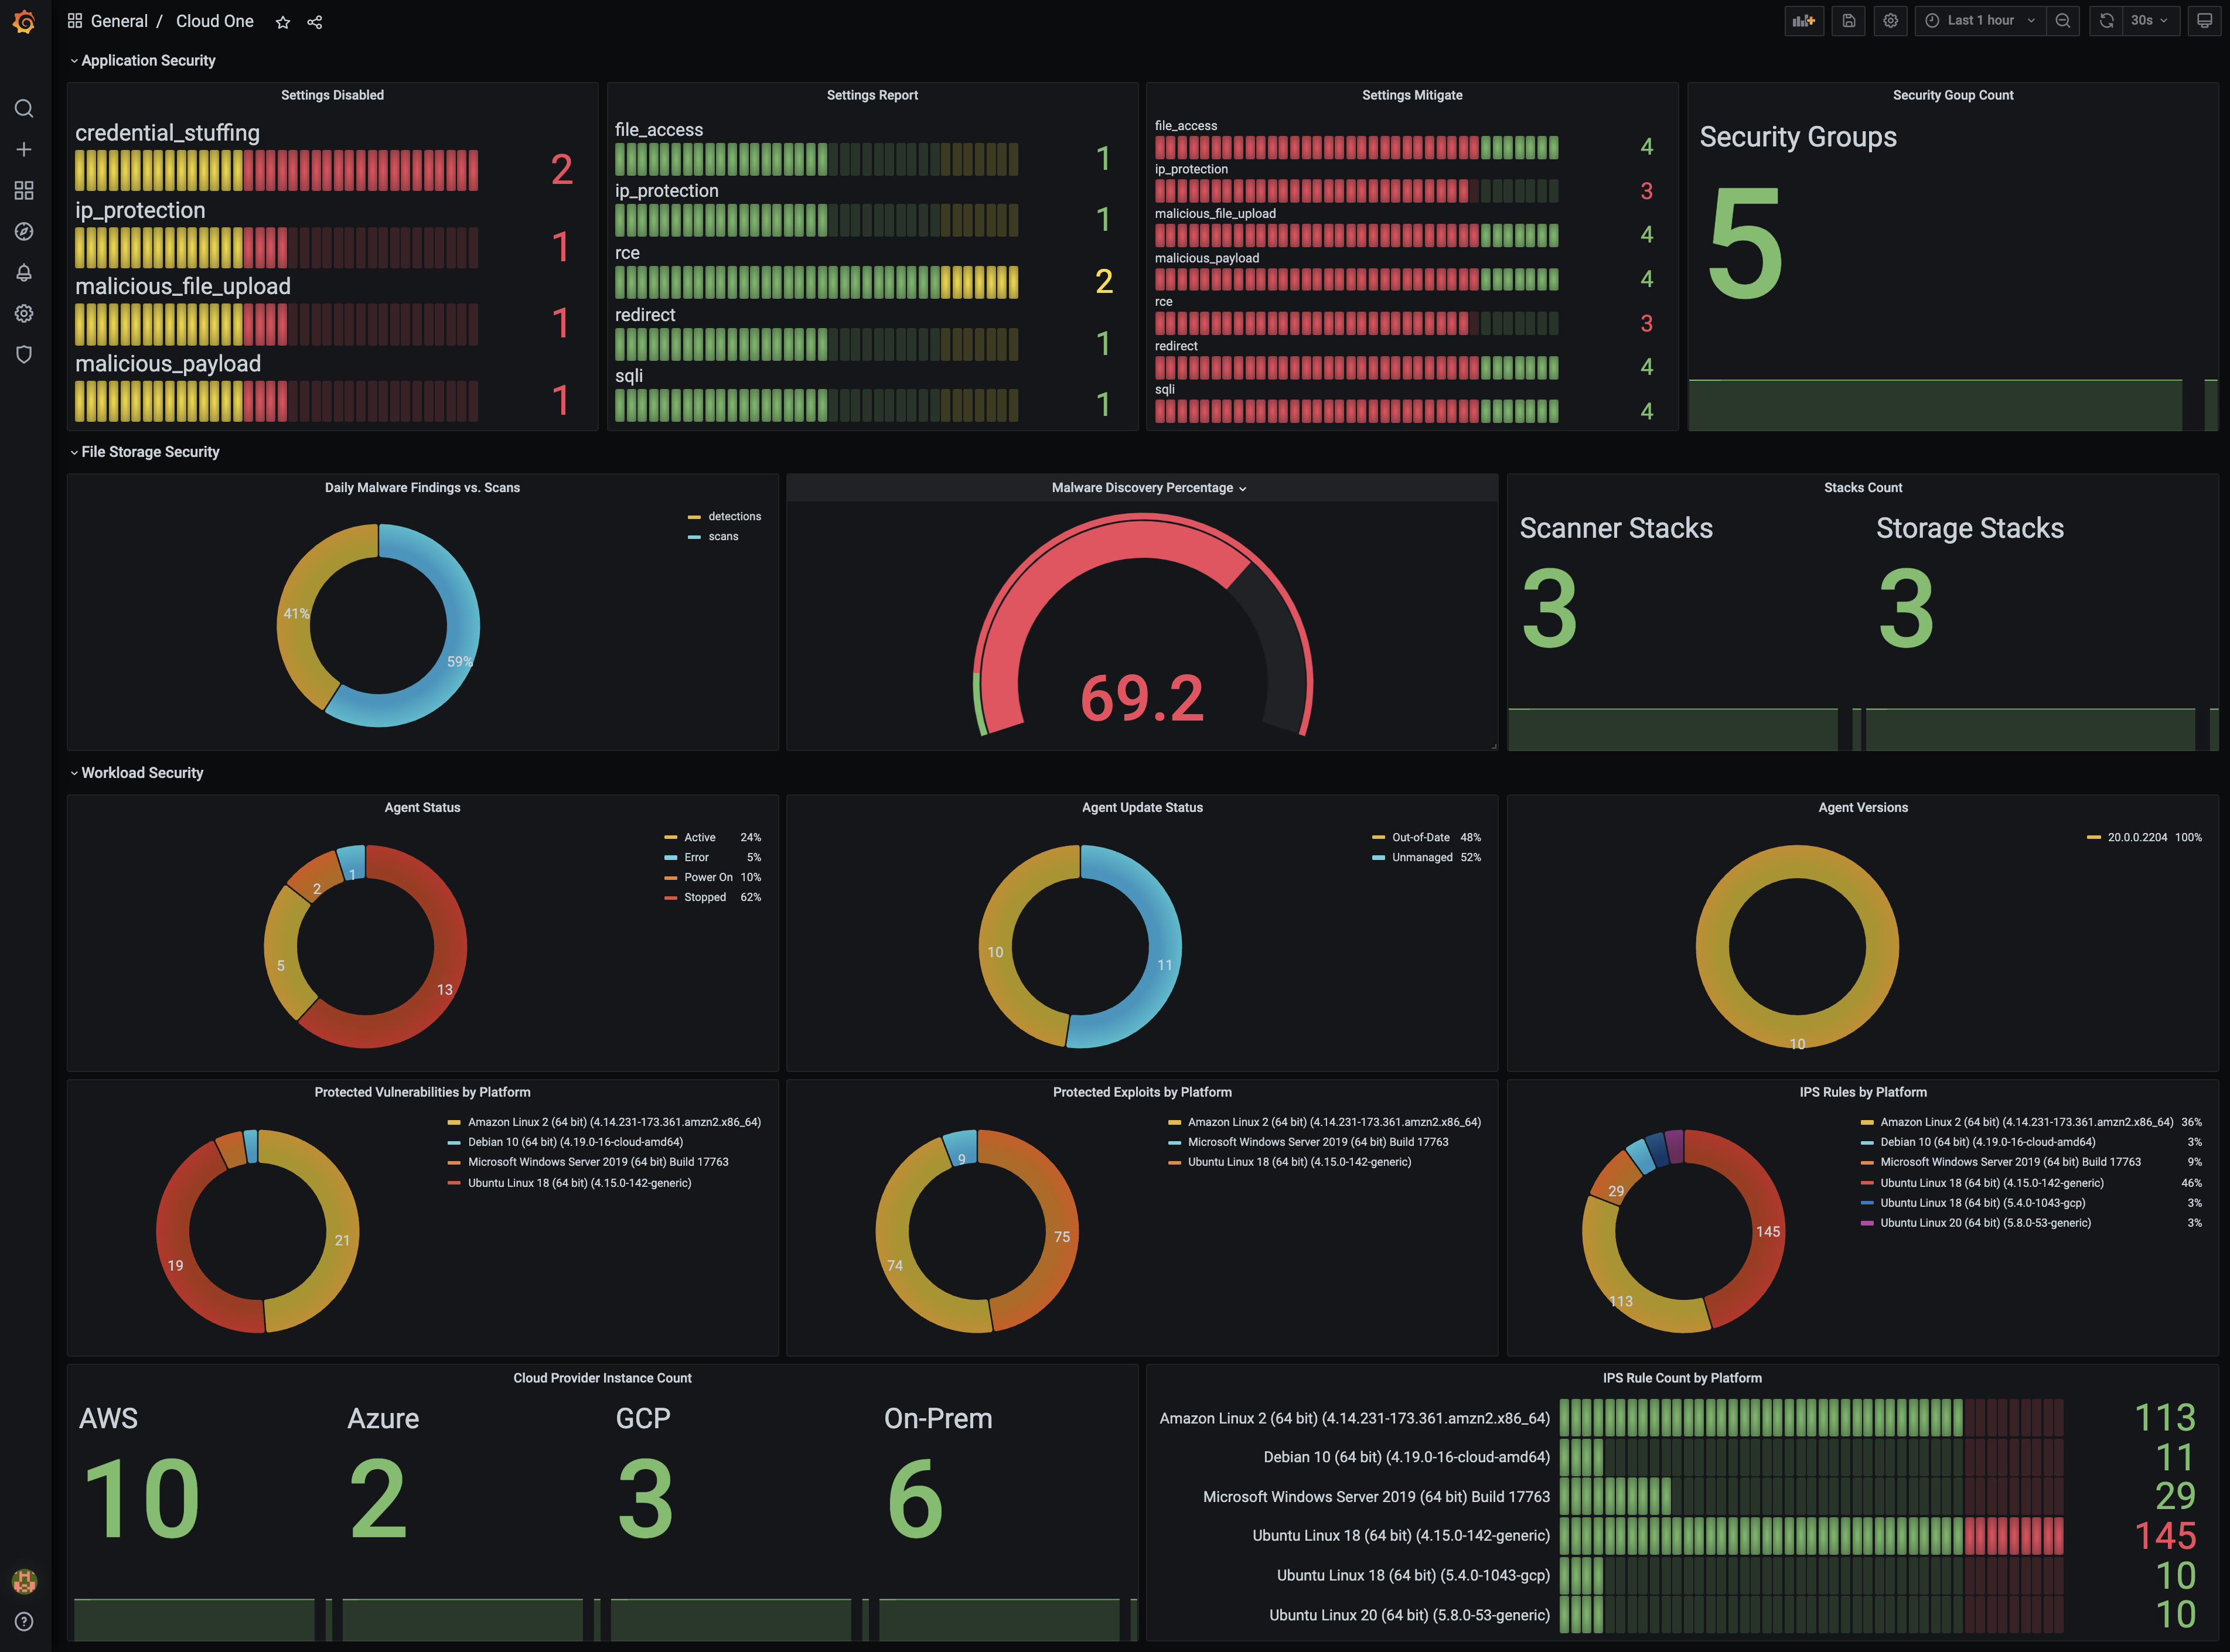 General / Cloud One
Last 1 hour
30s
Application Security
Settings Disabled
credential_stuffing
2
ip_protection
1
malicious_file_upload
1
malicious_payload
1
Settings Report
file_access
1
ip_protection
1
rce
2
redirect
1
sqli
1
Settings Mitigate
file_access
4
ip_protection
3
malicious_file_upload
4
malicious_payload
4
rce
3
redirect
4
sqli
4
Security Goup Count
Security Groups
5
File Storage Security
Daily Malware Findings vs. Scans
detections
scans
41%
59%
Malware Discovery Percentage
69.2
Stacks Count
Scanner Stacks
3
Storage Stacks
3
Workload Security
Agent Status
Active 24%
Error 5%
Power On 10%
Stopped 62%
1
2
5
13
Agent Update Status
Out-of-Date 48%
Unmanaged 52%
10
11
Agent Versions
20.0.0.2204 100%
10
Protected Vulnerabilities by Platform
Amazon Linux 2 (64 bit) (4.14.231-173.361.amzn2.x86_64)
Debian 10 (64 bit) (4.19.0-16-cloud-amd64)
Microsoft Windows Server 2019 (64 bit) Build 17763
Ubuntu Linux 18 (64 bit) (4.15.0-142-generic)
21
19
Protected Exploits by Platform
Amazon Linux 2 (64 bit) (4.14.231-173.361.amzn2.x86_64)
Microsoft Windows Server 2019 (64 bit) Build 17763
Ubuntu Linux 18 (64 bit) (4.15.0-142-generic)
9
75
74
IPS Rules by Platform
Amazon Linux 2 (64 bit) (4.14.231-173.361.amzn2.x86_64) 36%
Debian 10 (64 bit) (4.19.0-16-cloud-amd64) 3%
Microsoft Windows Server 2019 (64 bit) Build 17763 9%
Ubuntu Linux 18 (64 bit) (4.15.0-142-generic) 46%
Ubuntu Linux 18 (64 bit) (5.4.0-1043-gcp) 3%
Ubuntu Linux 20 (64 bit) (5.8.0-53-generic) 3%
29
145
113
Cloud Provider Instance Count
AWS
10
Azure
2
GCP
3
On-Prem
6
IPS Rule Count by Platform
Amazon Linux 2 (64 bit) (4.14.231-173.361.amzn2.x86_64) 113
Debian 10 (64 bit) (4.19.0-16-cloud-amd64) 11
Microsoft Windows Server 2019 (64 bit) Build 17763 29
Ubuntu Linux 18 (64 bit) (4.15.0-142-generic) 145
Ubuntu Linux 18 (64 bit) (5.4.0-1043-gcp) 10
Ubuntu Linux 20 (64 bit) (5.8.0-53-generic) 10